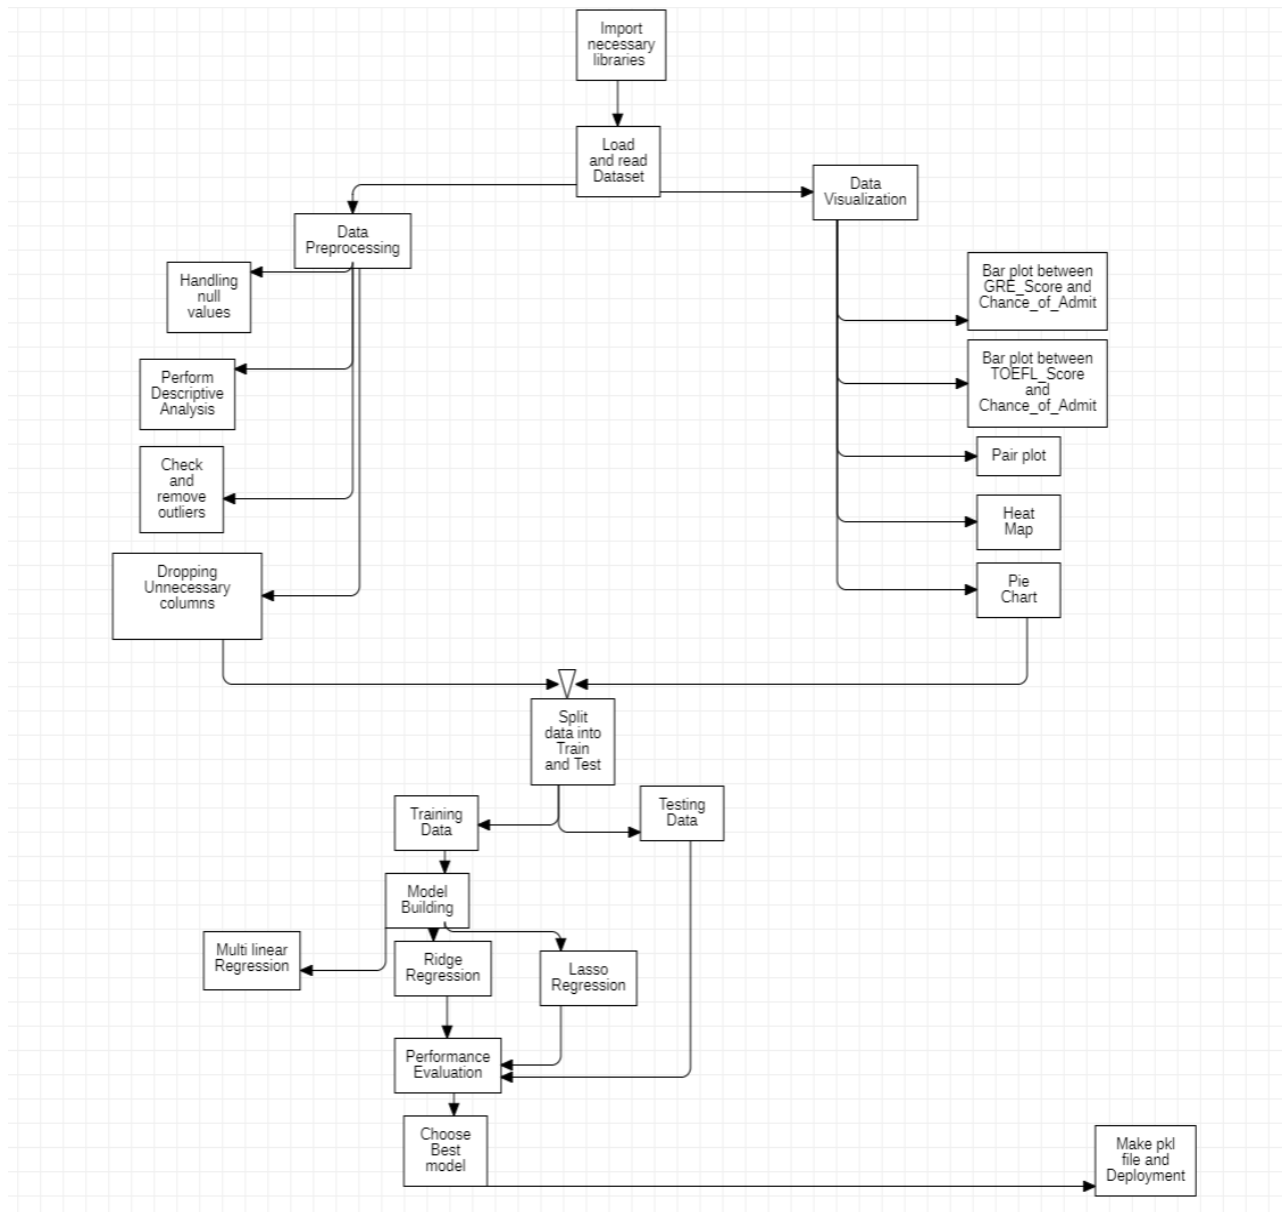 Import
necessary
libraries
Load
and read
Dataset
Data
Visualization
Data
Preprocessing
Handling
null
values
Perform
Descriptive
Analysis
Check
and
remove
outliers
Dropping
Unnecessary
columns
Bar plot between
GRE_Score and
Chance_of_Admit
Bar plot between
TOEFL_Score
and
Chance_of_Admit
Pair plot
Heat
Map
Pie
Chart
Split
data into
Train
and Test
Training
Data
Testing
Data
Model
Building
Multi linear
Regression
Ridge
Regression
Lasso
Regression
Performance
Evaluation
Choose
Best
model
Make pkl
file and
Deployment